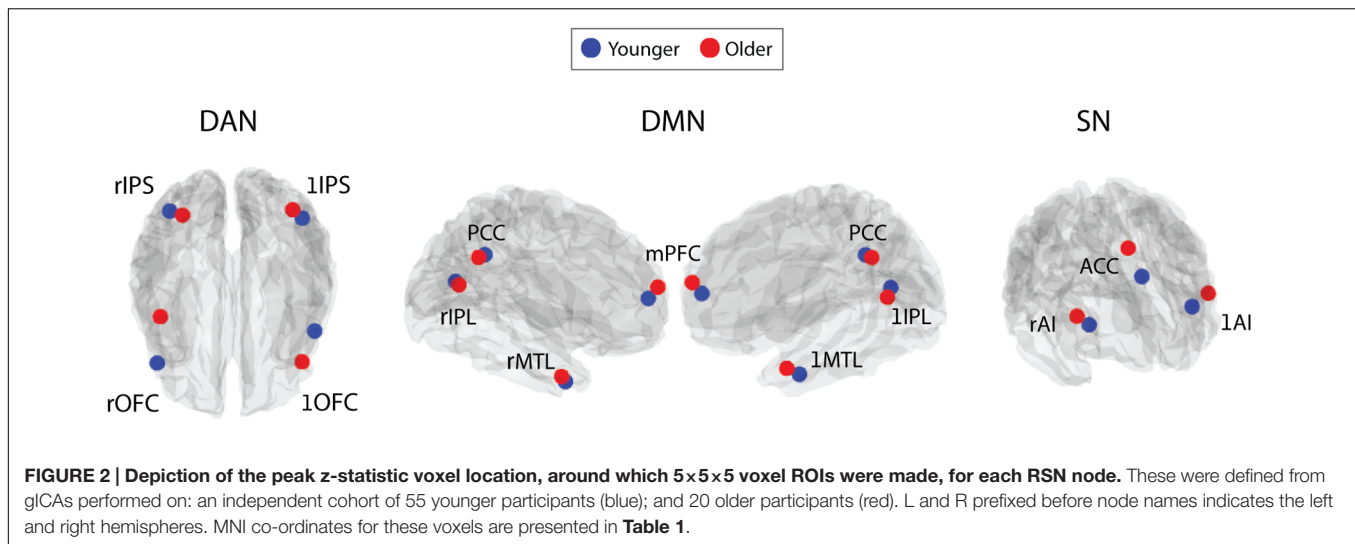 Younger Older
DAN
DMN
SN
rIPS
1IPS
rOFC
1OFC
PCC
mPFC
PCC
rIPL
1IPL
rMTL
1MTL
ACC
rAI
1AI
FIGURE 2 | Depiction of the peak z-statistic voxel location, around which 5×5×5 voxel ROIs were made, for each RSN node. These were defined from
gICAs performed on: an independent cohort of 55 younger participants (blue); and 20 older participants (red). L and R prefixed before node names indicates the left
and right hemispheres. MNI co-ordinates for these voxels are presented in Table 1.